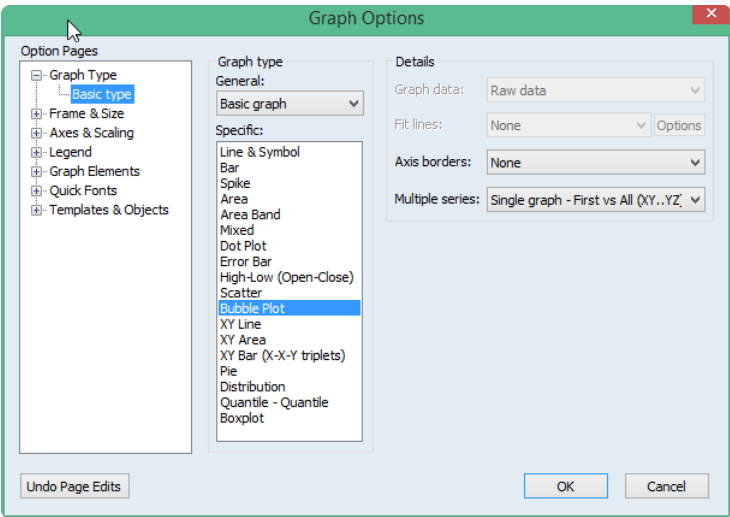 Graph Options
Option Pages
Graph Type
Basic type
Frame & Size
Axes & Scaling
Legend
Graph Elements
Quick Fonts
Templates & Objects
Graph type
General:
Basic graph
Specific:
Line & Symbol
Bar
Spike
Area
Area Band
Mixed
Dot Plot
Error Bar
High-Low (Open-Close)
Scatter
Bubble Plot
XY Line
XY Area
XY Bar (X-X-Y triplets)
Pie
Distribution
Quantile - Quantile
Boxplot
Details
Graph data: Raw data
Fit lines: None Options
Axis borders: None
Multiple series: Single graph - First vs All (XY..YZ)
Undo Page Edits OK Cancel